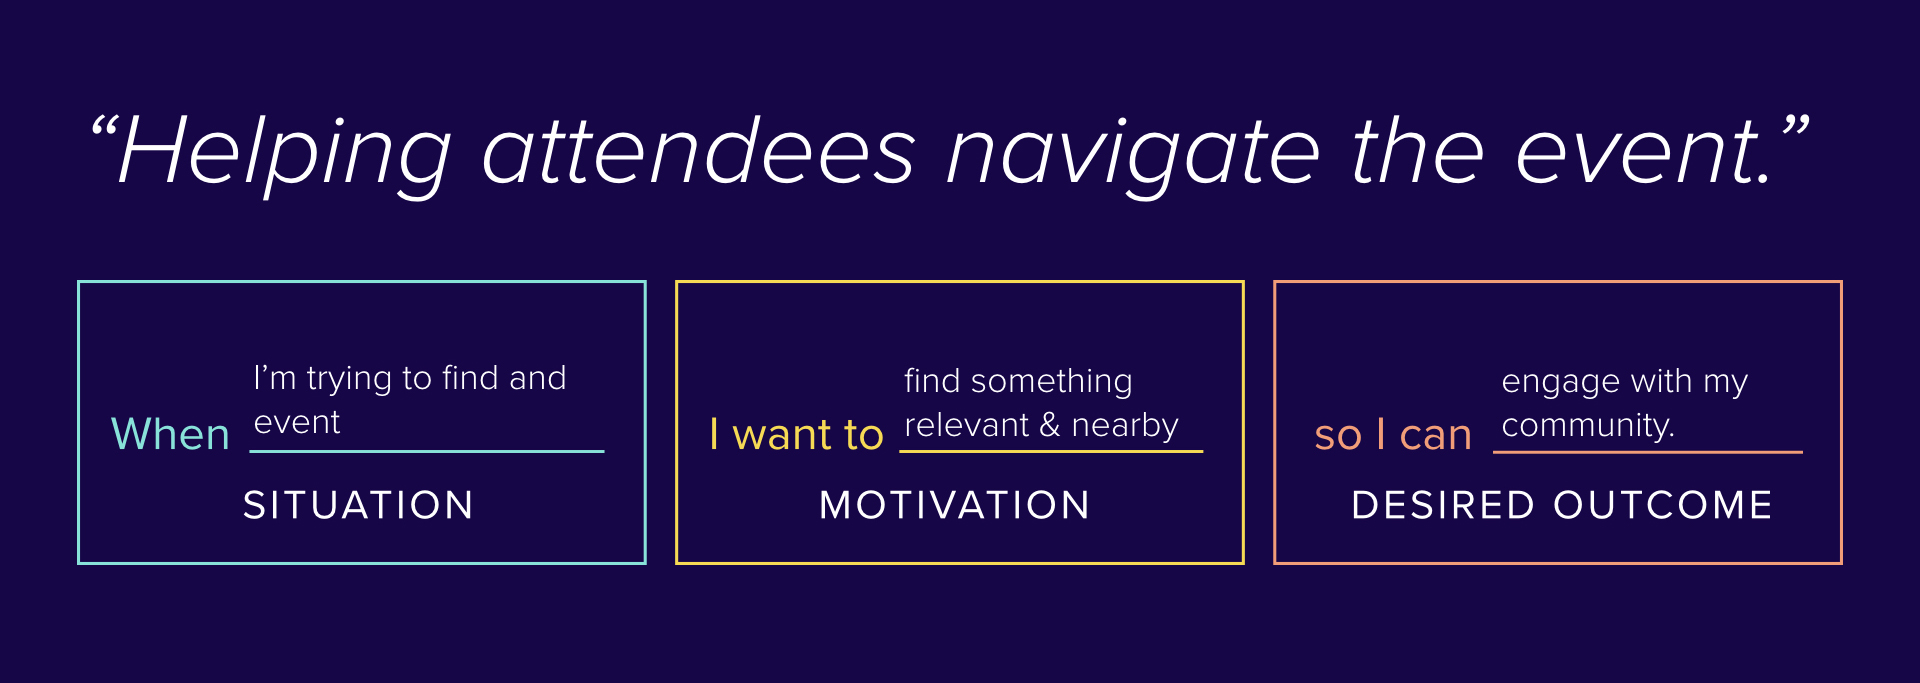 “Helping attendees navigate the event.”
When I’m trying to find and
event
SITUATION
I want to find something
relevant & nearby
MOTIVATION
so I can engage with my
community.
DESIRED OUTCOME